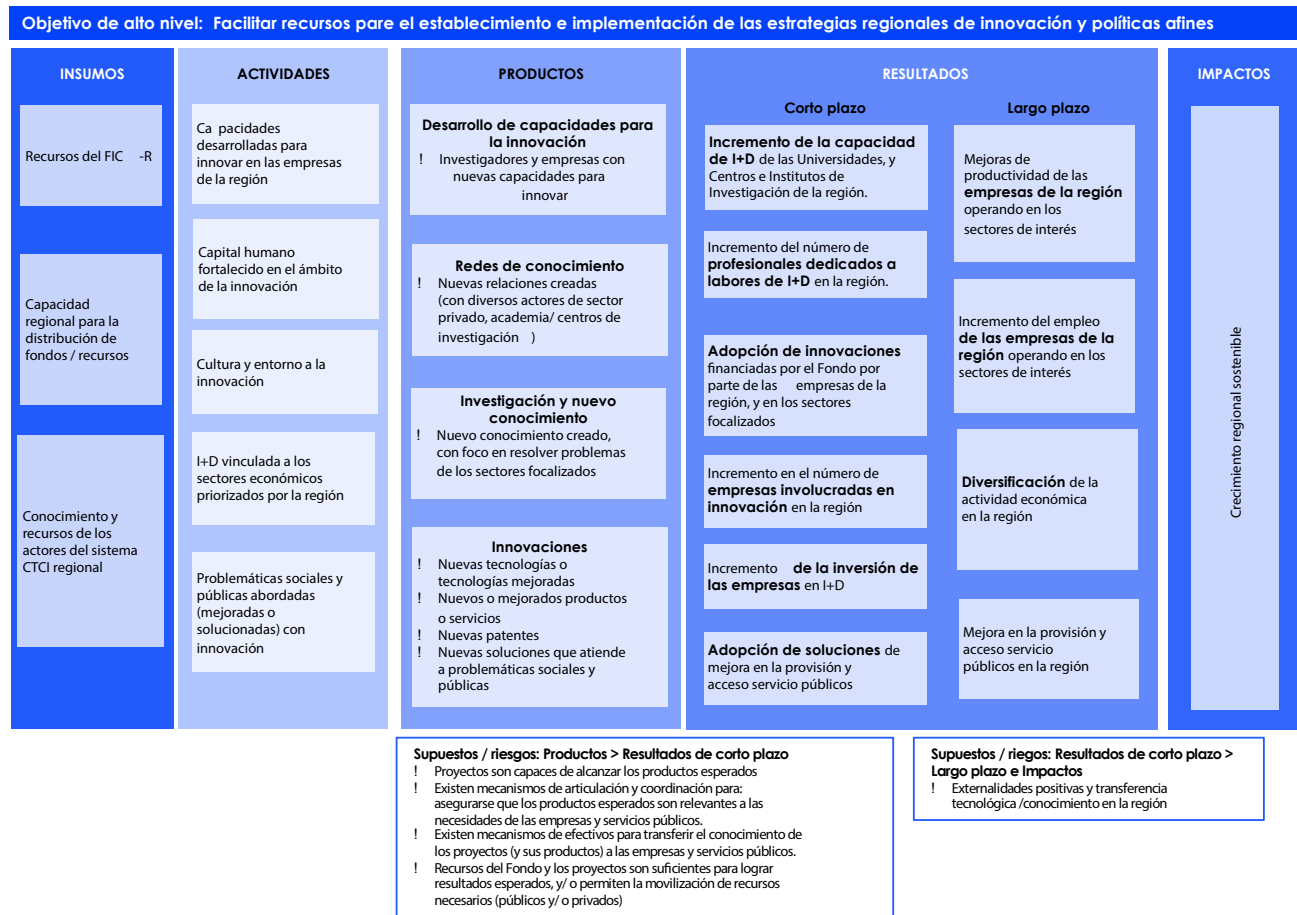 Objetivo de alto nivel:  Facilitar recursos pare el establecimiento e implementación de las estrategias regionales de innovación y políticas afines
INSUMOS
Recursos del FIC -R
Capacidad
regional para la
distribución de
fondos / recursos
Conocimiento y
recursos de los
actores del sistema
CTCI regional
ACTIVIDADES
Ca pacidades
desarrolladas para
innovar en las empresas
de la región
Capital humano
fortalecido en el ámbito
de la innovación
Cultura y entorno a la
innovación
I+D vinculada a los
sectores económicos
priorizados por la región
Problemáticas sociales y
públicas abordadas
(mejoradas o
solucionadas) con
innovación
PRODUCTOS
Desarrollo de capacidades para
la innovación
! Investigadores y empresas con
nuevas capacidades para
innovar
Redes de conocimiento
! Nuevas relaciones creadas
(con diversos actores de sector
privado, academia/ centros de
investigación )
Investigación y nuevo
conocimiento
! Nuevo conocimiento creado,
con foco en resolver problemas
de los sectores focalizados
Innovaciones
! Nuevas tecnologías o
tecnologías mejoradas
! Nuevos o mejorados productos
o servicios
! Nuevas patentes
! Nuevas soluciones que atiende
a problemáticas sociales y
públicas
RESULTADOS
Corto plazo
Incremento de la capacidad
de I+D de las Universidades, y
Centros e Institutos de
Investigación de la región.
Incremento del número de
profesionales dedicados a
labores de I+D en la región.
Adopción de innovaciones
financiadas por el Fondo por
parte de las empresas de la
región, y en los sectores
focalizados
Incremento en el número de
empresas involucradas en
innovación en la región
Incremento de la inversión de
las empresas en I+D
Adopción de soluciones de
mejora en la provisión y
acceso servicio públicos
Largo plazo
Mejoras de
productividad de las
empresas de la región
operando en los
sectores de interés
Incremento del empleo
de las empresas de la
región operando en los
sectores de interés
Diversificación de la
actividad económica
en la región
Mejora en la provisión y
acceso servicio
públicos en la región
IMPACTOS
Crecimiento regional sostenible
Supuestos / riesgos: Productos > Resultados de corto plazo
! Proyectos son capaces de alcanzar los productos esperados
! Existen mecanismos de articulación y coordinación para:
asegurarse que los productos esperados son relevantes a las
necesidades de las empresas y servicios públicos.
! Existen mecanismos de efectivos para transferir el conocimiento de
los proyectos (y sus productos) a las empresas y servicios públicos.
! Recursos del Fondo y los proyectos son suficientes para lograr
resultados esperados, y/ o permiten la movilización de recursos
necesarios (públicos y/ o privados)
Supuestos / riegos: Resultados de corto plazo >
Largo plazo e Impactos
! Externalidades positivas y transferencia
tecnológica /conocimiento en la región